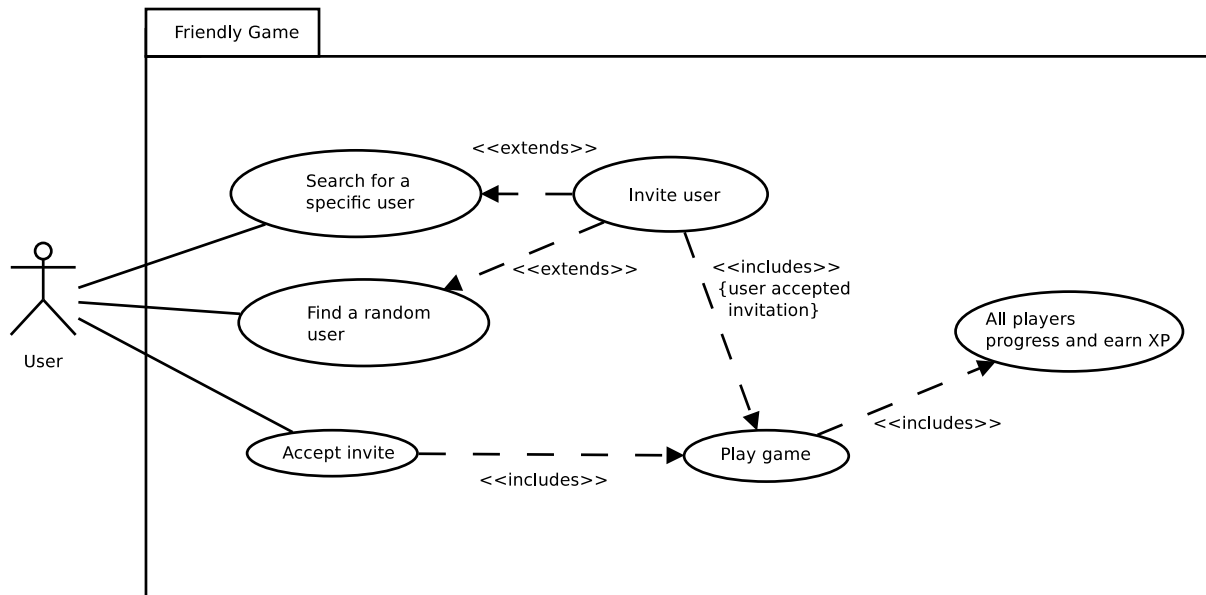 Friendly Game
<<extends>>
Search for a
specific user
Invite user
<<extends>>
<<includes>>
{user accepted
invitation}
Find a random
user
All players
progress and earn XP
User
<<includes>>
Accept invite
Play game
<<includes>>